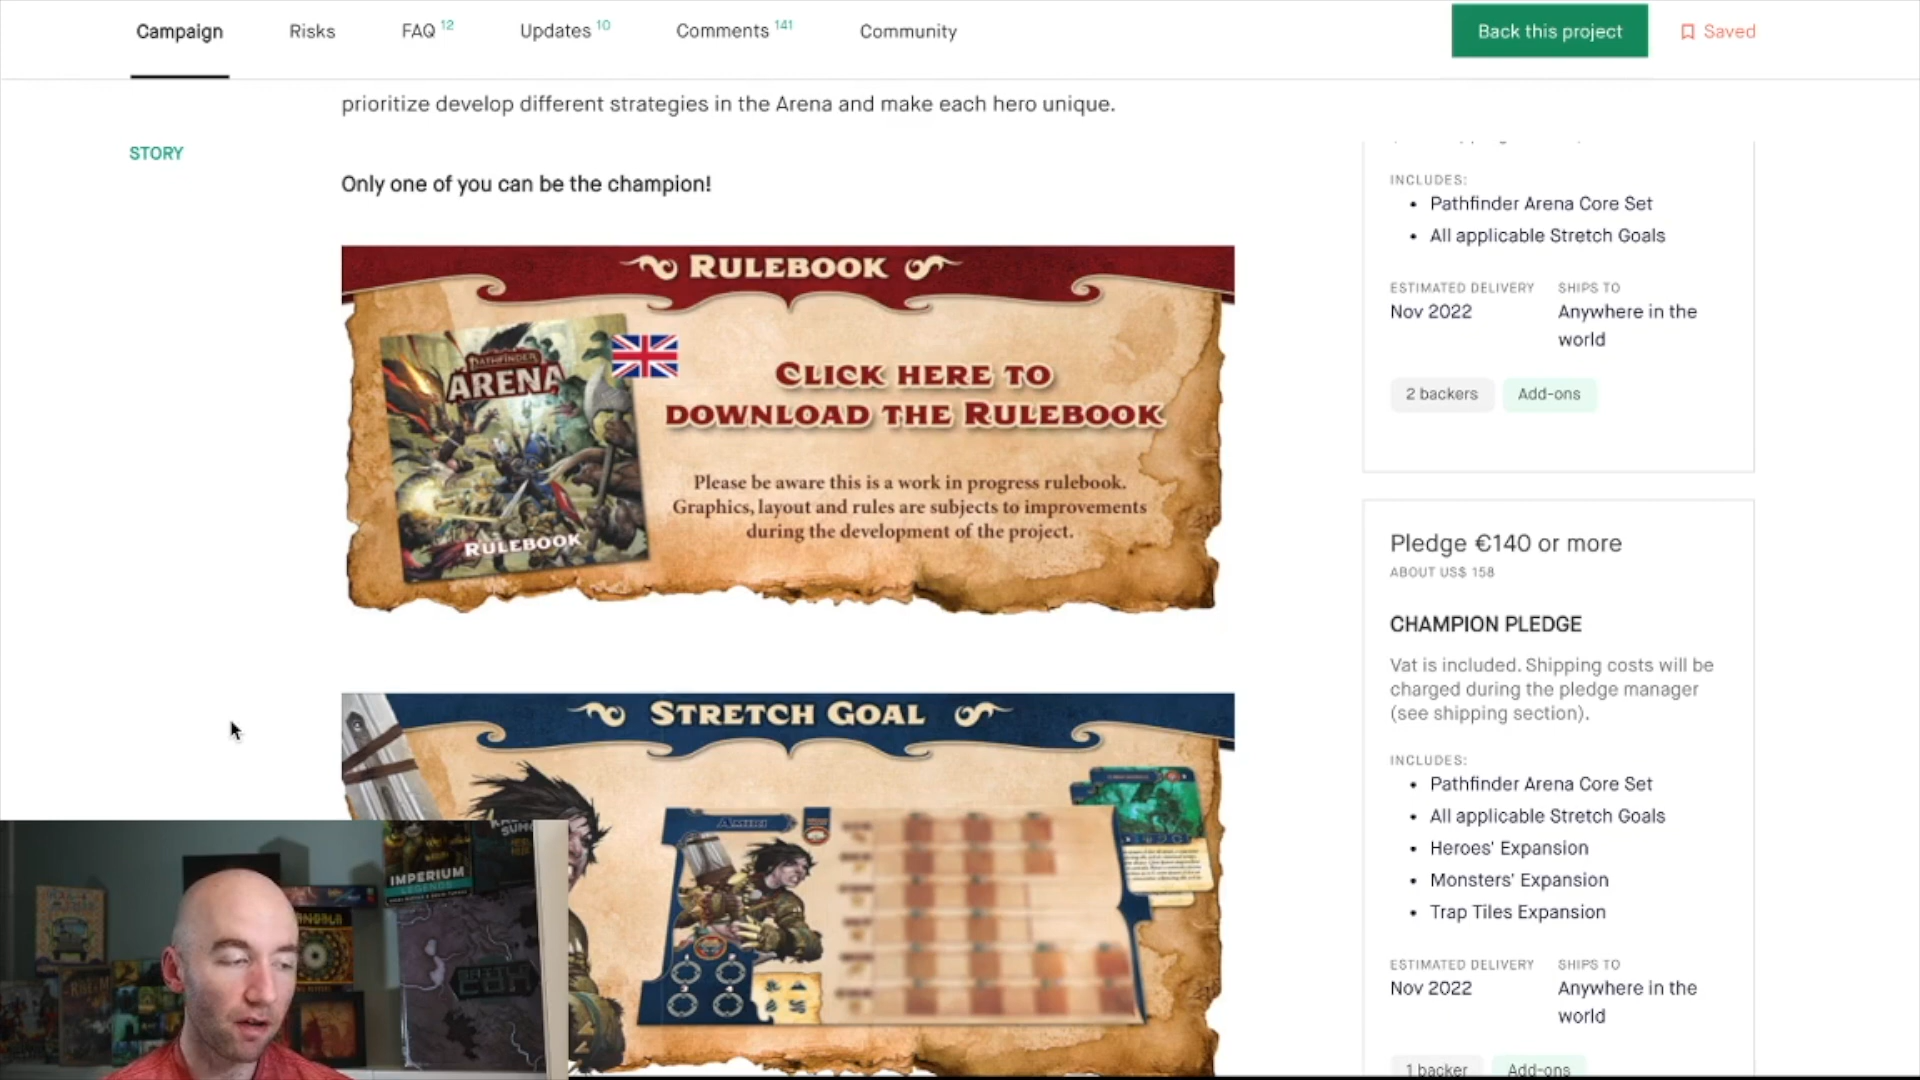 Campaign
Risks
FAQ 12
Updates 10
Comments 141
Community
Back this project
Saved
prioritize develop different strategies in the Arena and make each hero unique.
STORY
Only one of you can be the champion!
RULEBOOK
PATHFINDER
ARENA
RULEBOOK
CLICK HERE TO
DOWNLOAD THE RULEBOOK
Please be aware this is a work in progress rulebook.
Graphics, layout and rules are subjects to improvements
during the development of the project.
STRETCH GOAL
AMIRI
INCLUDES:
• Pathfinder Arena Core Set
• All applicable Stretch Goals
ESTIMATED DELIVERY
Nov 2022
SHIPS TO
Anywhere in the
world
2 backers
Add-ons
Pledge €140 or more
ABOUT US$ 158
CHAMPION PLEDGE
Vat is included. Shipping costs will be
charged during the pledge manager
(see shipping section).
INCLUDES:
• Pathfinder Arena Core Set
• All applicable Stretch Goals
• Heroes' Expansion
• Monsters' Expansion
• Trap Tiles Expansion
ESTIMATED DELIVERY
Nov 2022
SHIPS TO
Anywhere in the
world
1 backer
Add-ons
IMPERIUM
LEGENDS